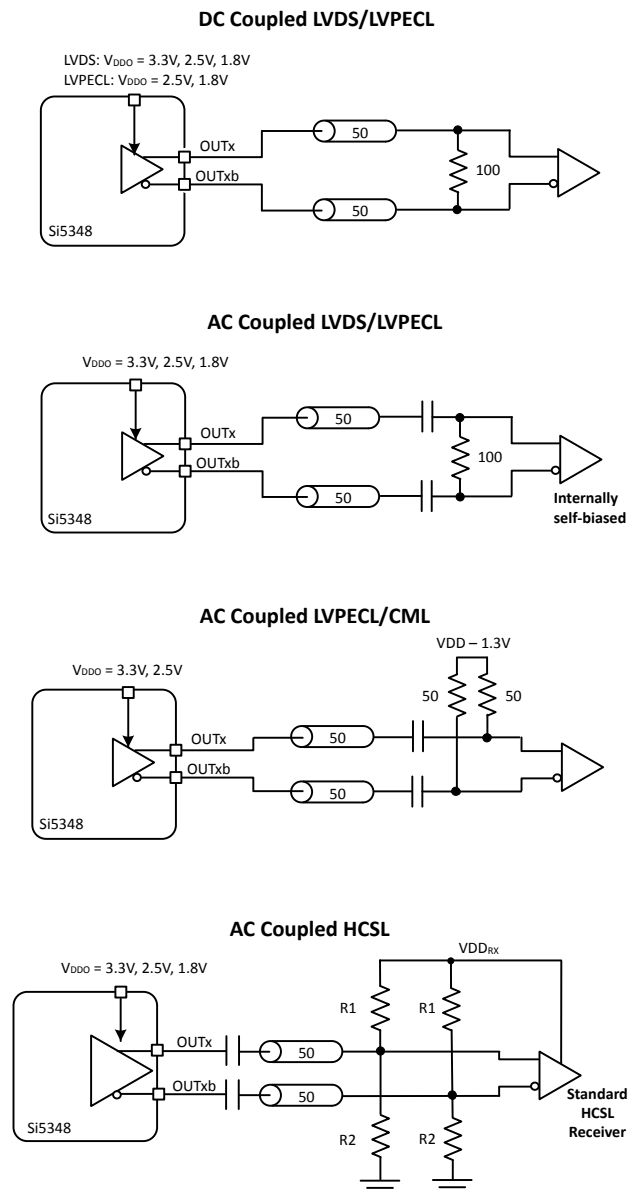 DC Coupled LVDS/LVPECL
LVDS: VDDO = 3.3V, 2.5V, 1.8V
LVPECL: VDDO = 2.5V, 1.8V
OUTx
50
100
OUTxb
50
Si5348
AC Coupled LVDS/LVPECL
VDDO = 3.3V, 2.5V, 1.8V
OUTx
50
100
OUTxb
50
Internally
self-biased
Si5348
AC Coupled LVPECL/CML
VDD – 1.3V
VDDO = 3.3V, 2.5V
50
50
OUTx
50
OUTxb
50
Si5348
AC Coupled HCSL
VDDRX
VDDO = 3.3V, 2.5V, 1.8V
R1
R1
OUTx
50
OUTxb
50
Standard
HCSL
Receiver
Si5348
R2
R2